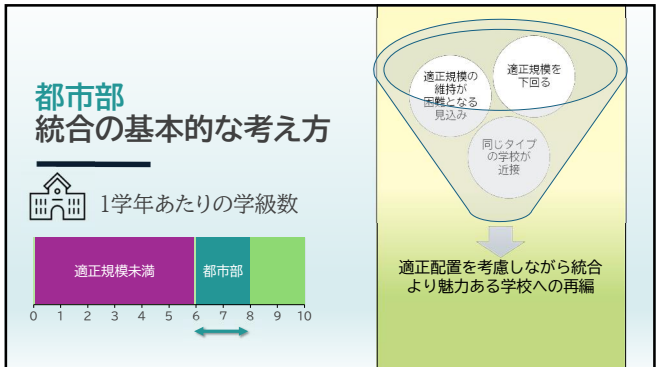 都市部
統合の基本的な考え方
1学年あたりの学級数
適正規模未満
都市部
0 1 2 3 4 5 6 7 8 9 10
適正規模の
維持が
困難となる
見込み
適正規模を
下回る
同じタイプ
の学校が
近接
適正配置を考慮しながら統合
より魅力ある学校への再編